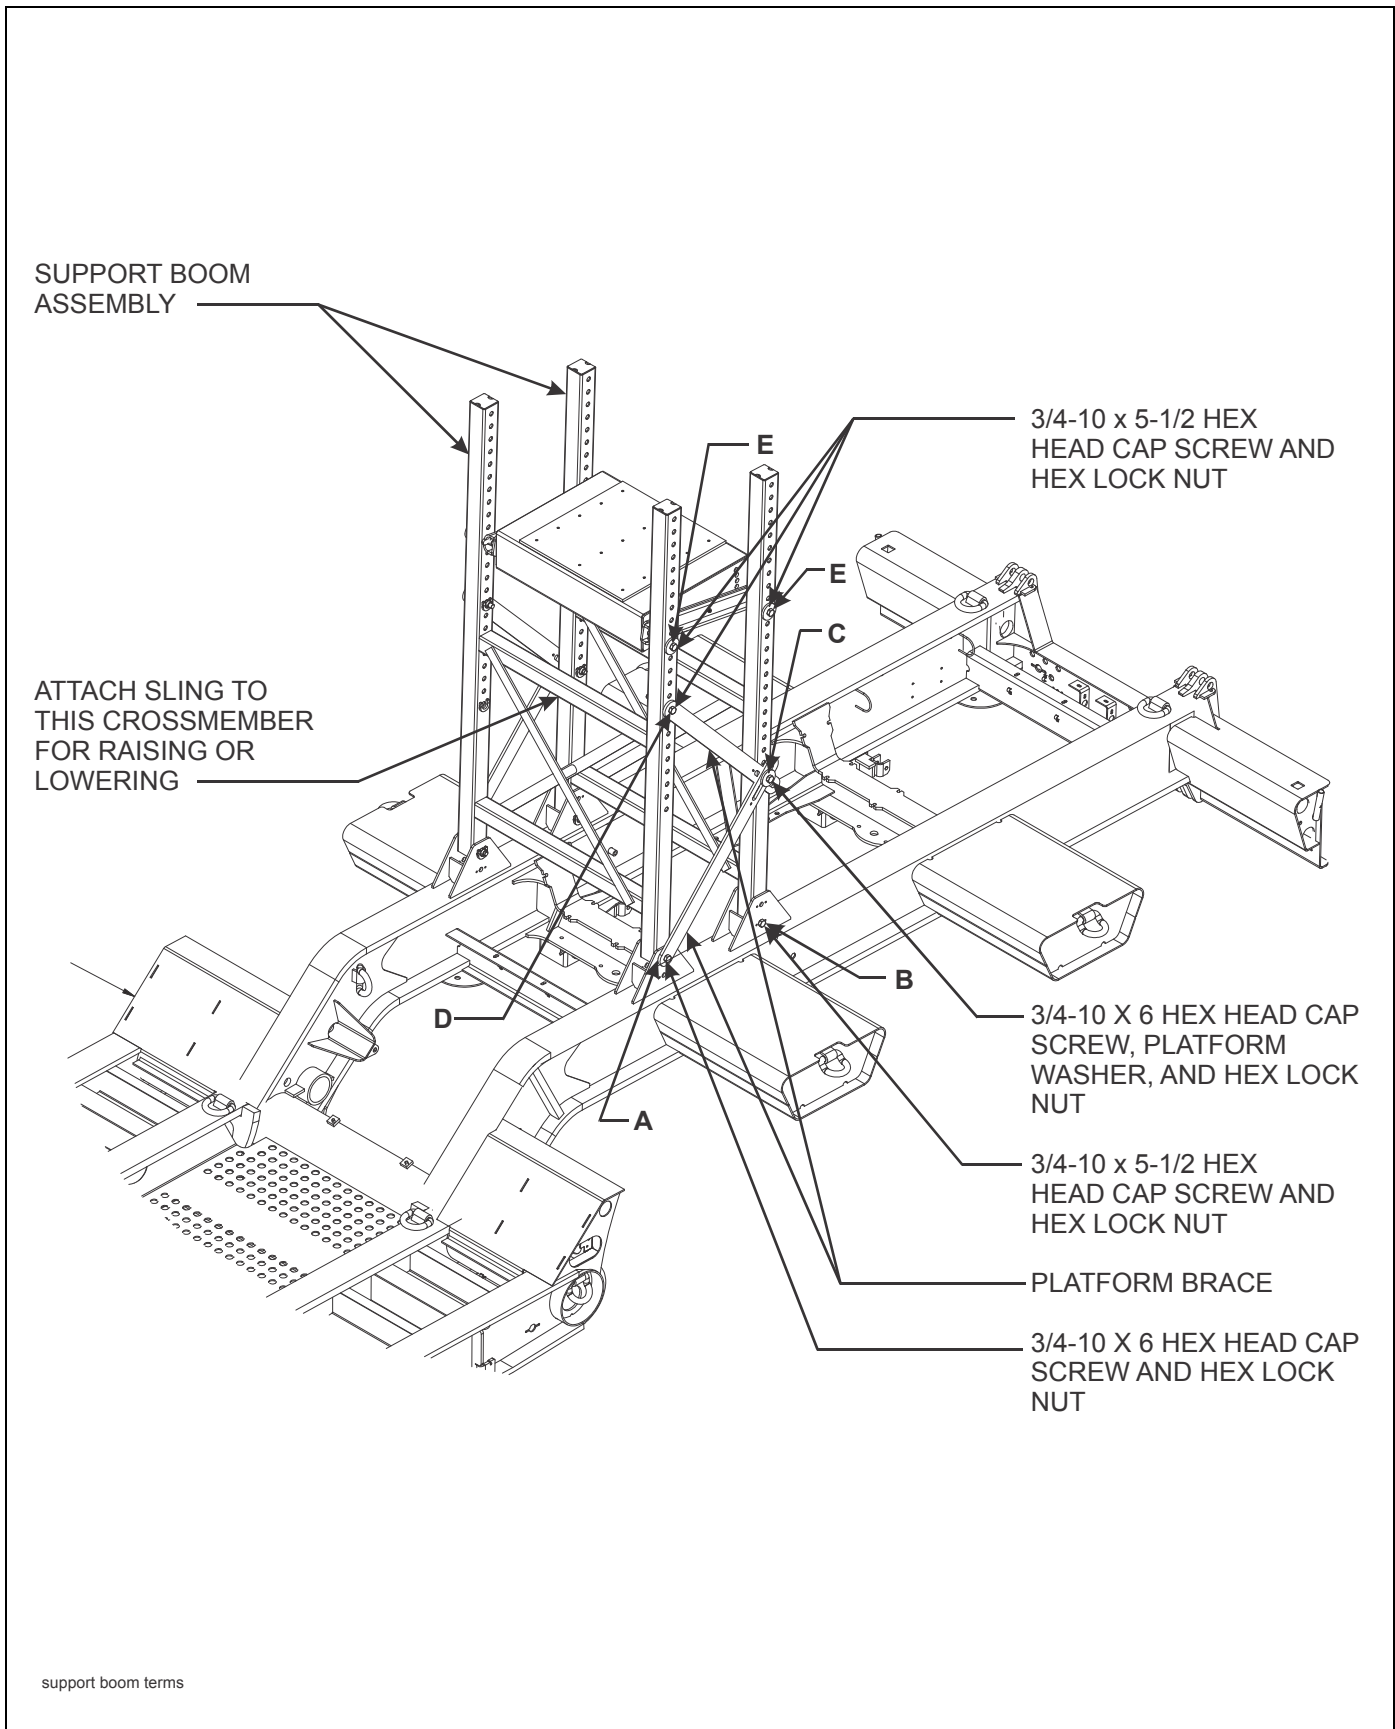 SUPPORT BOOM
ASSEMBLY
3/4-10 x 5-1/2 HEX
HEAD CAP SCREW AND
HEX LOCK NUT
E
E
C
ATTACH SLING TO
THIS CROSSMEMBER
FOR RAISING OR
LOWERING
B
D
A
3/4-10 X 6 HEX HEAD CAP
SCREW, PLATFORM
WASHER, AND HEX LOCK
NUT
3/4-10 x 5-1/2 HEX
HEAD CAP SCREW AND
HEX LOCK NUT
PLATFORM BRACE
3/4-10 X 6 HEX HEAD CAP
SCREW AND HEX LOCK
NUT
support boom terms